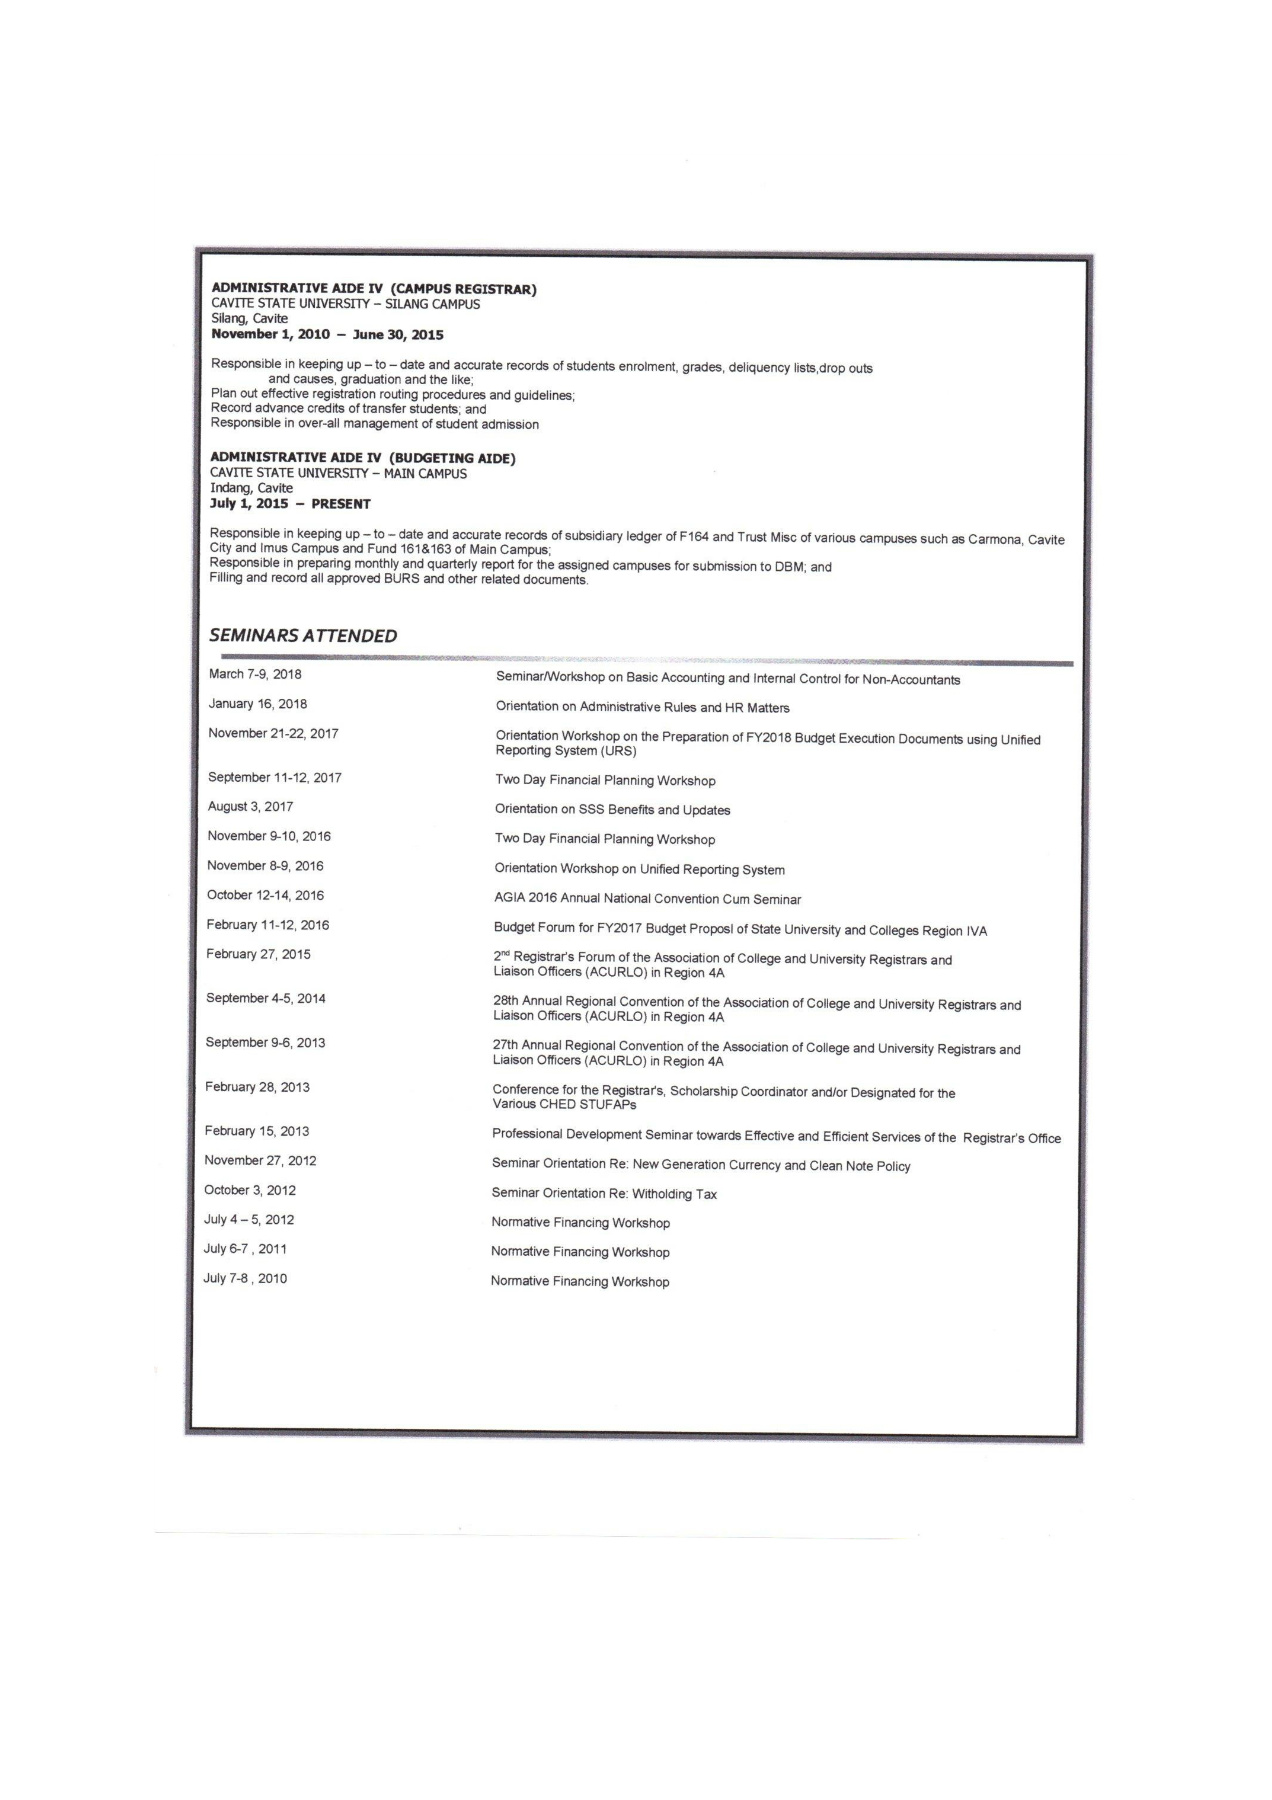 ADMINISTRATIVE AIDE IV (CAMPUS REGISTRAR)
CAVITE STATE UNIVERSITY – SILANG CAMPUS
Silang, Cavite
November 1, 2010 – June 30, 2015
Responsible in keeping up – to – date and accurate records of students enrolment, grades, deliquency lists,drop outs
and causes, graduation and the like;
Plan out effective registration routing procedures and guidelines;
Record advance credits of transfer students; and
Responsible in over-all management of student admission
ADMINISTRATIVE AIDE IV (BUDGETING AIDE)
CAVITE STATE UNIVERSITY – MAIN CAMPUS
Indang, Cavite
July 1, 2015 – PRESENT
Responsible in keeping up – to – date and accurate records of subsidiary ledger of F164 and Trust Misc of various campuses such as Carmona, Cavite
City and Imus Campus and Fund 161&163 of Main Campus;
Responsible in preparing monthly and quarterly report for the assigned campuses for submission to DBM; and
Filling and record all approved BURS and other related documents.
SEMINARS ATTENDED
March 7-9, 2018 Seminar/Workshop on Basic Accounting and Internal Control for Non-Accountants
January 16, 2018 Orientation on Administrative Rules and HR Matters
November 21-22, 2017 Orientation Workshop on the Preparation of FY2018 Budget Execution Documents using Unified
Reporting System (URS)
September 11-12, 2017 Two Day Financial Planning Workshop
August 3, 2017 Orientation on SSS Benefits and Updates
November 9-10, 2016 Two Day Financial Planning Workshop
November 8-9, 2016 Orientation Workshop on Unified Reporting System
October 12-14, 2016 AGIA 2016 Annual National Convention Cum Seminar
February 11-12, 2016 Budget Forum for FY2017 Budget Proposl of State University and Colleges Region IVA
February 27, 2015 2nd Registrar's Forum of the Association of College and University Registrars and
Liaison Officers (ACURLO) in Region 4A
September 4-5, 2014 28th Annual Regional Convention of the Association of College and University Registrars and
Liaison Officers (ACURLO) in Region 4A
September 9-6, 2013 27th Annual Regional Convention of the Association of College and University Registrars and
Liaison Officers (ACURLO) in Region 4A
February 28, 2013 Conference for the Registrar's, Scholarship Coordinator and/or Designated for the
Various CHED STUFAPs
February 15, 2013 Professional Development Seminar towards Effective and Efficient Services of the Registrar's Office
November 27, 2012 Seminar Orientation Re: New Generation Currency and Clean Note Policy
October 3, 2012 Seminar Orientation Re: Witholding Tax
July 4 – 5, 2012 Normative Financing Workshop
July 6-7 , 2011 Normative Financing Workshop
July 7-8 , 2010 Normative Financing Workshop